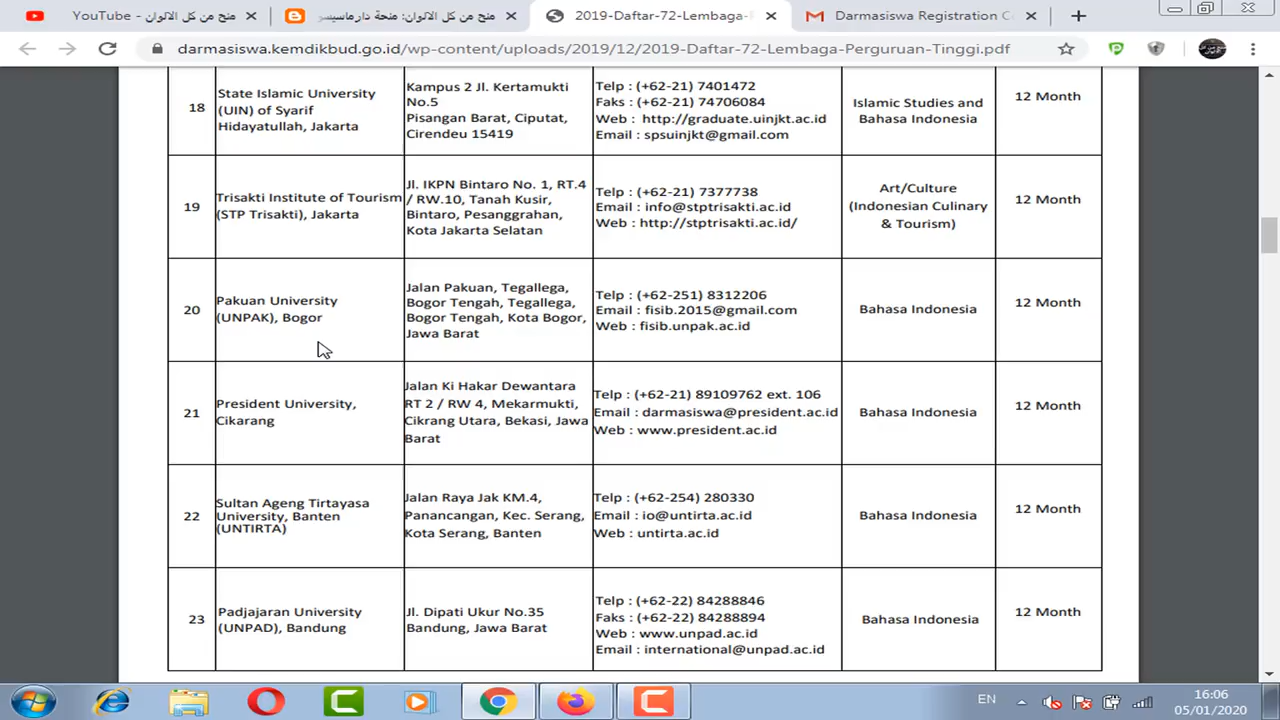 YouTube - منح من كل الالوان
منح من كل الالوان: منحة دارماسيسي
2019-Daftar-72-Lembaga-
Darmasiswa Registration C
darmasiswa.kemdikbud.go.id/wp-content/uploads/2019/12/2019-Daftar-72-Lembaga-Perguruan-Tinggi.pdf
18
State Islamic University
(UIN) of Syarif
Hidayatullah, Jakarta
Kampus 2 Jl. Kertamukti
No.5
Pisangan Barat, Ciputat,
Cirendeu 15419
Telp : (+62-21) 7401472
Faks : (+62-21) 74706084
Web : http://graduate.uinjkt.ac.id
Email : spsuinjkt@gmail.com
Islamic Studies and
Bahasa Indonesia
12 Month
19
Trisakti Institute of Tourism
(STP Trisakti), Jakarta
Jl. IKPN Bintaro No. 1, RT.4
/ RW.10, Tanah Kusir,
Bintaro, Pesanggrahan,
Kota Jakarta Selatan
Telp : (+62-21) 7377738
Email : info@stptrisakti.ac.id
Web : http://stptrisakti.ac.id/
Art/Culture
(Indonesian Culinary
& Tourism)
12 Month
20
Pakuan University
(UNPAK), Bogor
Jalan Pakuan, Tegallega,
Bogor Tengah, Tegallega,
Bogor Tengah, Kota Bogor,
Jawa Barat
Telp : (+62-251) 8312206
Email : fisib.2015@gmail.com
Web : fisib.unpak.ac.id
Bahasa Indonesia
12 Month
21
President University,
Cikarang
Jalan Ki Hakar Dewantara
RT 2 / RW 4, Mekarmukti,
Cikrang Utara, Bekasi, Jawa
Barat
Telp : (+62-21) 89109762 ext. 106
Email : darmasiswa@president.ac.id
Web : www.president.ac.id
Bahasa Indonesia
12 Month
22
Sultan Ageng Tirtayasa
University, Banten
(UNTIRTA)
Jalan Raya Jak KM.4,
Panancangan, Kec. Serang,
Kota Serang, Banten
Telp : (+62-254) 280330
Email : io@untirta.ac.id
Web : untirta.ac.id
Bahasa Indonesia
12 Month
23
Padjajaran University
(UNPAD), Bandung
Jl. Dipati Ukur No.35
Bandung, Jawa Barat
Telp : (+62-22) 84288846
Faks : (+62-22) 84288894
Web : www.unpad.ac.id
Email : international@unpad.ac.id
Bahasa Indonesia
12 Month
EN
16:06
05/01/2020